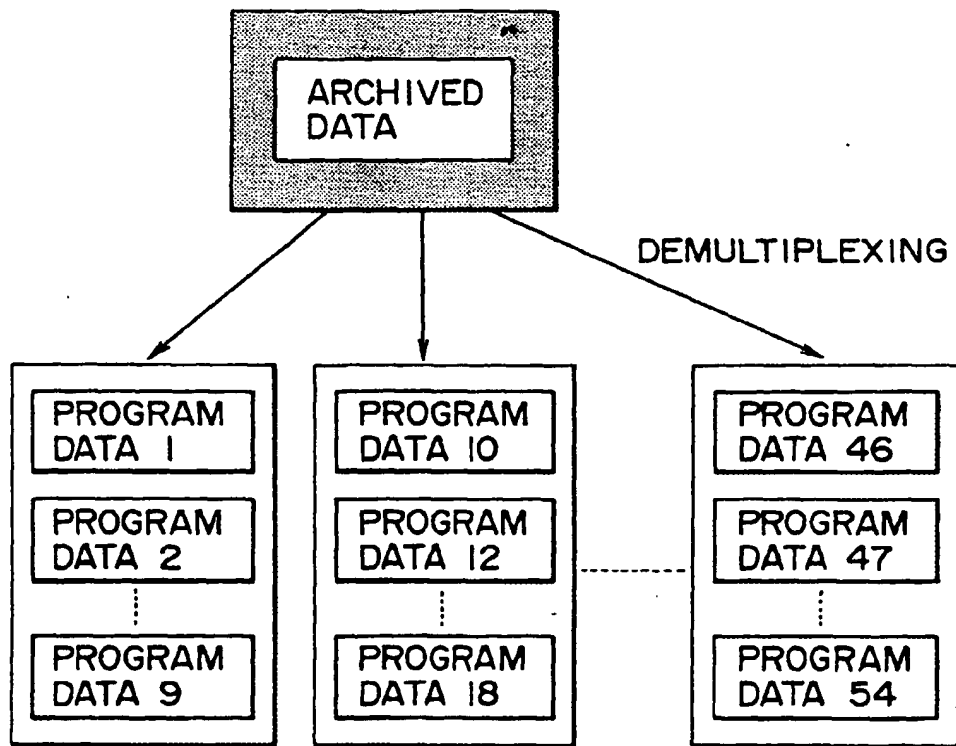 ARCHIVED
DATA
DEMULTIPLEXING
PROGRAM
DATA 1
PROGRAM
DATA 2
PROGRAM
DATA 9
PROGRAM
DATA 10
PROGRAM
DATA 12
PROGRAM
DATA 18
PROGRAM
DATA 46
PROGRAM
DATA 47
PROGRAM
DATA 54